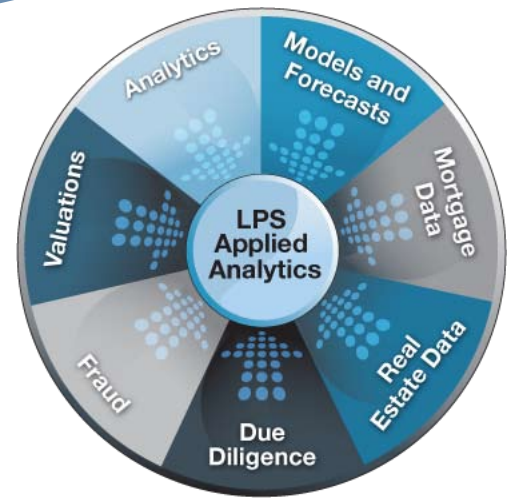 Analytics
Models and
Forecasts
Mortgage
Data
Real
Estate Data
Due
Diligence
Fraud
Valuations
LPS
Applied
Analytics